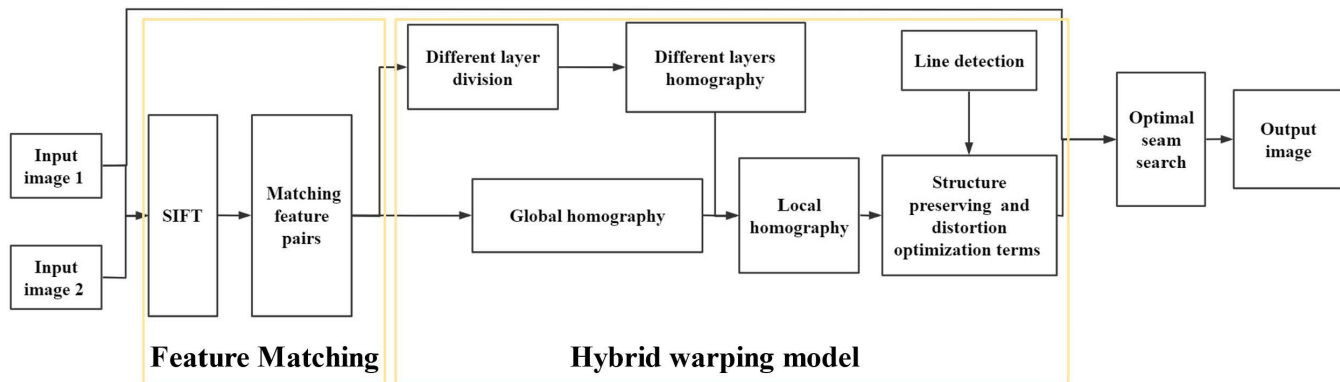 Input
image 1
Input
image 2
SIFT
Matching
feature
pairs
Feature Matching
Different layer
division
Different layers
homography
Global homography
Local
homography
Line detection
Structure
preserving and
distortion
optimization terms
Hybrid warping model
Optimal
seam
search
Output
image